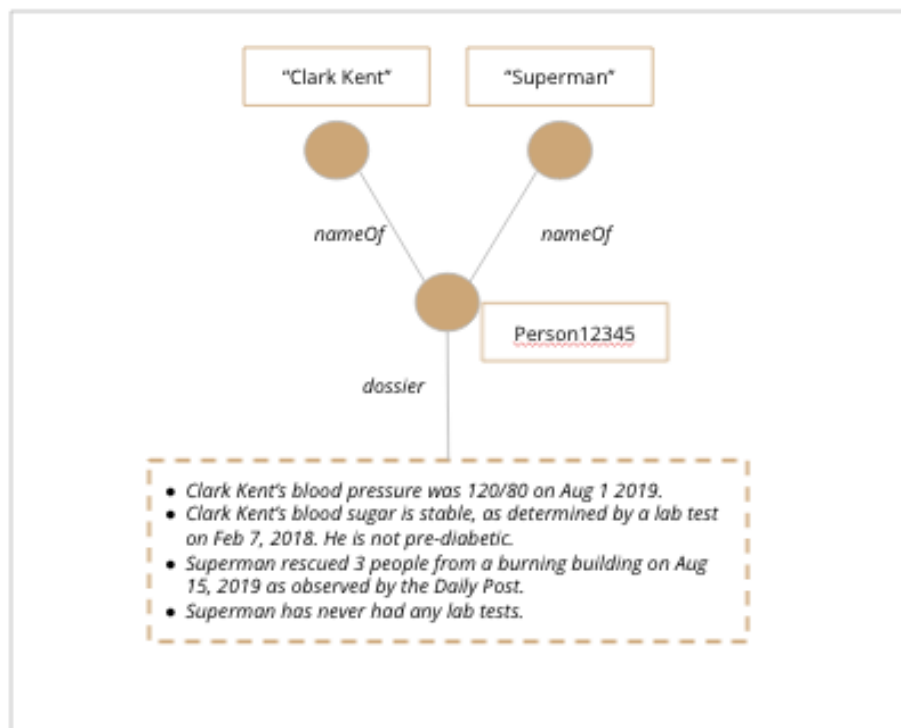 “Clark Kent”
“Superman”
nameOf
nameOf
Person12345
dossier
● Clark Kent’s blood pressure was 120/80 on Aug 1 2019.
● Clark Kent’s blood sugar is stable, as determined by a lab test
on Feb 7, 2018. He is not pre-diabetic.
● Superman rescued 3 people from a burning building on Aug
15, 2019 as observed by the Daily Post.
● Superman has never had any lab tests.